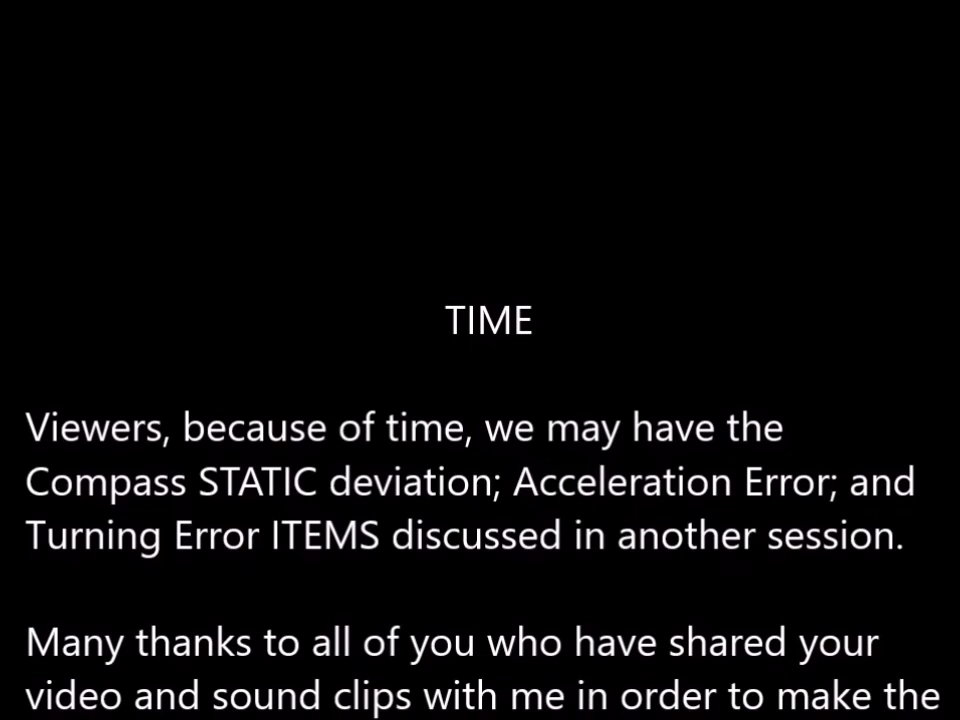 TIME
Viewers, because of time, we may have the
Compass STATIC deviation; Acceleration Error; and
Turning Error ITEMS discussed in another session.
Many thanks to all of you who have shared your
video and sound clips with me in order to make the